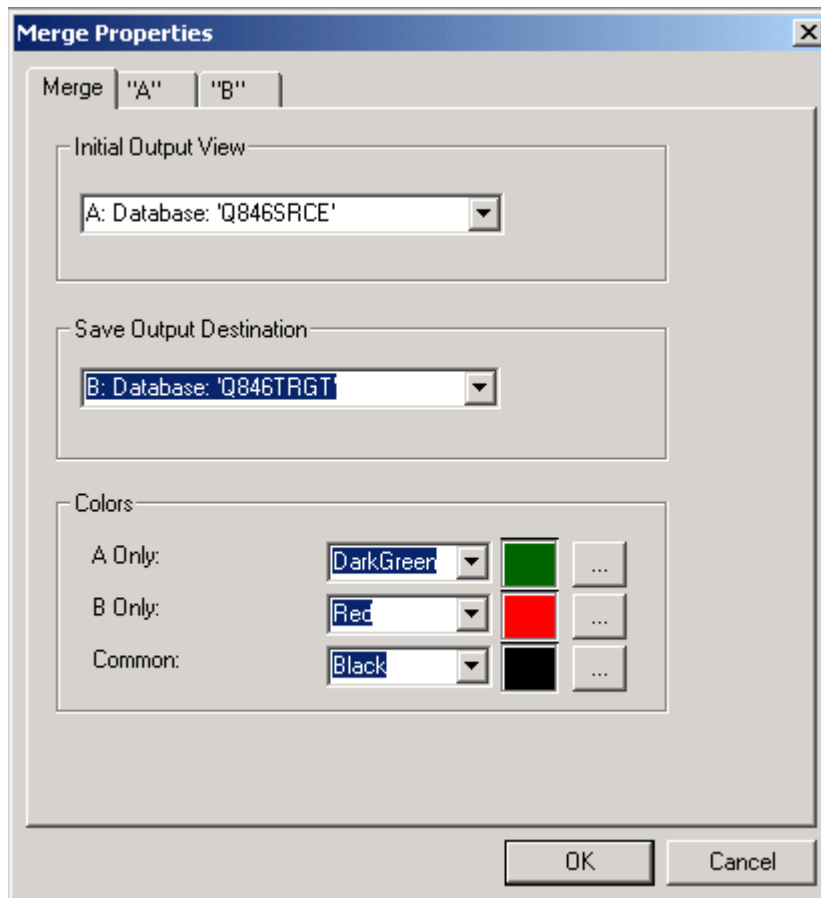 Merge Properties
Merge "A" "B"
Initial Output View
A: Database: 'Q846SRCE'
Save Output Destination
B: Database: 'Q846TRGT'
Colors
A Only: DarkGreen ...
B Only: Red ...
Common: Black ...
OK Cancel